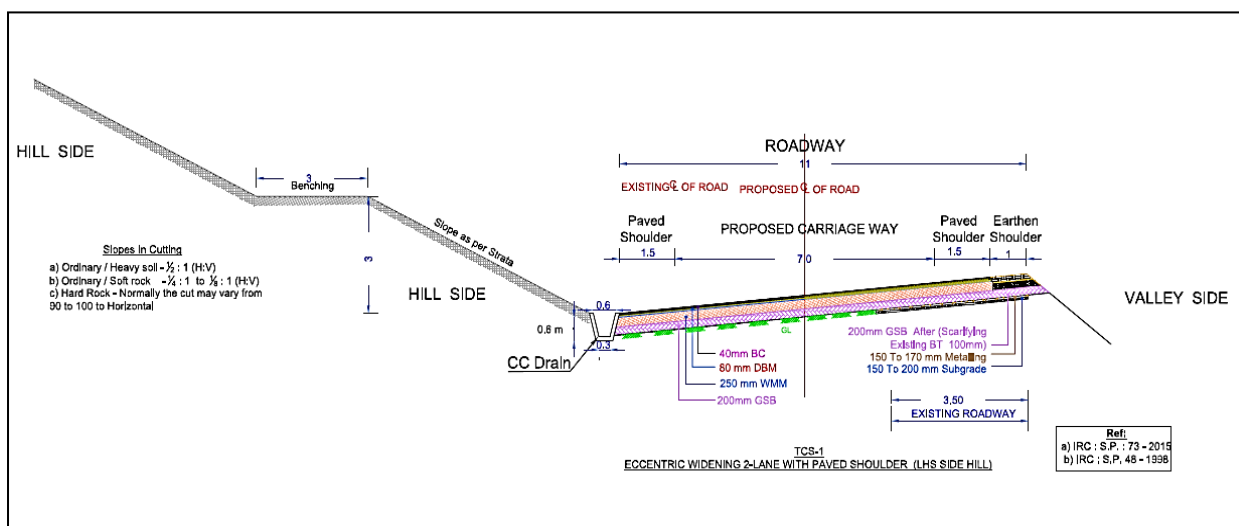 HILL SIDE
3
Benching
Slope as per Strata
3
Slopes in Cutting
a) Ordinary / Heavy soil - ½ : 1 (H:V)
b) Ordinary / Soft rock - ¼ : 1 to ⅛ : 1 (H:V)
c) Hard Rock - Normally the cut may vary from
90 to 100 to Horizontal
HILL SIDE
ROADWAY
11
EXISTING ℄ OF ROAD
PROPOSED ℄ OF ROAD
Paved
Shoulder
PROPOSED CARRIAGE WAY
Paved
Shoulder
Earthen
Shoulder
1.5
7.0
1.5
1
VALLEY SIDE
0.6
0.6 m
0.3
CC Drain
GL
40mm BC
80 mm DBM
250 mm WMM
200mm GSB
200mm GSB After (Scarifying
Existing BT 100mm)
150 To 170 mm Metalling
150 To 200 mm Subgrade
3,50
EXISTING ROADWAY
TCS-1
ECCENTRIC WIDENING 2-LANE WITH PAVED SHOULDER (LHS SIDE HILL)
Ref:
a) IRC : S.P. : 73 - 2015
b) IRC : S,P, 48 - 1998